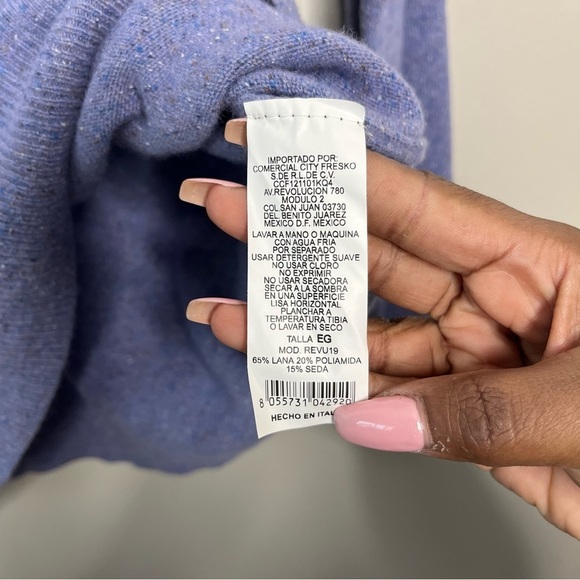 IMPORTADO POR:
COMERCIAL CITY FRESKO
S.DE R.L.DE C.V.
CCF121101KQ4
AV.REVOLUCION 780
MODULO 2
COL.SAN JUAN 03730
DEL.BENITO JUAREZ
MEXICO D.F. MEXICO
LAVAR A MANO O MAQUINA
CON AGUA FRIA
POR SEPARADO
USAR DETERGENTE SUAVE
NO USAR CLORO
NO EXPRIMIR
NO USAR SECADORA
SECAR A LA SOMBRA
EN UNA SUPERFICIE
LISA HORIZONTAL
PLANCHAR A
TEMPERATURA TIBIA
O LAVAR EN SECO
TALLA EG
MOD. REVU19
65% LANA 20% POLIAMIDA
15% SEDA
8 055731 042920
HECHO EN ITAL